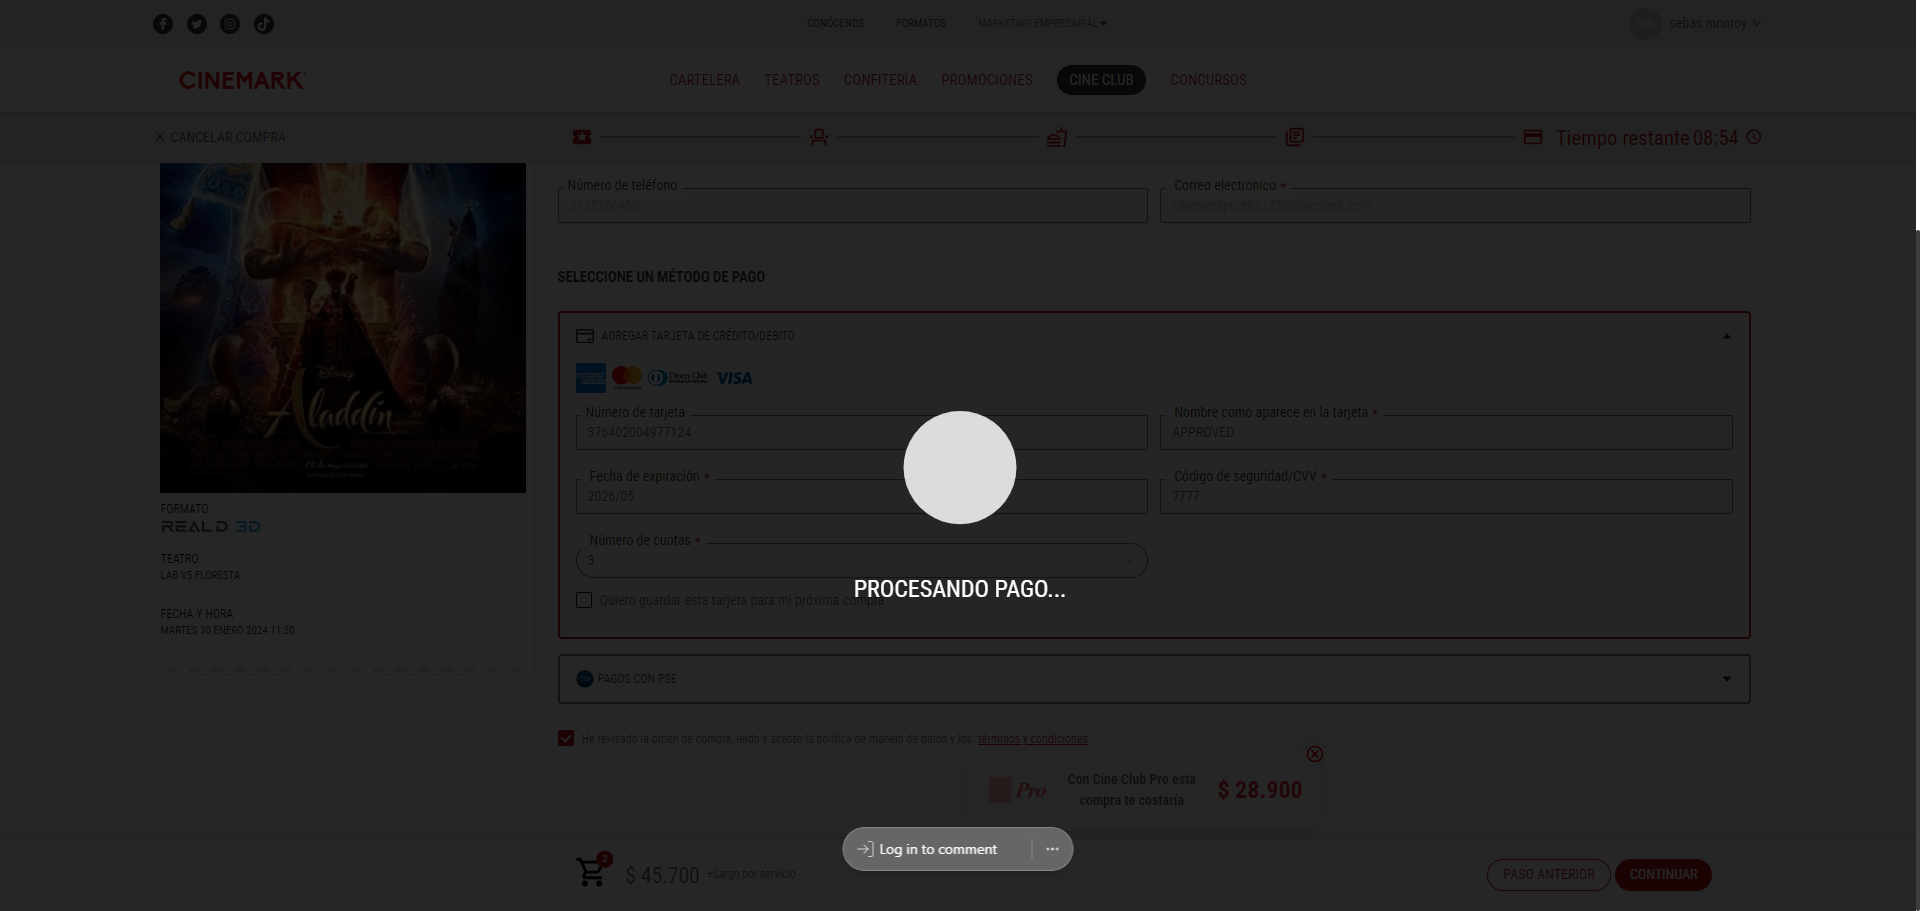 CONÓCENOS FORMATOS MARKETING EMPRESARIAL
sebas monroy
CINEMARK
CARTELERA TEATROS CONFITERÍA PROMOCIONES CINE CLUB CONCURSOS
CANCELAR COMPRA
Tiempo restante 08:54
Número de teléfono
3125156450
Correo electronico *
cinemarkprueba123@cinemark.com
SELECCIONE UN MÉTODO DE PAGO
AGREGAR TARJETA DE CRÉDITO/DEBITO
Diners Club
VISA
Número de tarjeta
376402004977124
Nombre como aparece en la tarjeta *
APPROVED
Fecha de expiración *
2026/05
Código de seguridad/CVV *
7777
Número de cuotas *
3
PROCESANDO PAGO...
Quiero guardar esta tarjeta para mi próxima compra
Disney
Aladdin
FORMATO
REAL D 3D
TEATRO
LAB V5 FLORESTA
FECHA Y HORA
MARTES 30 ENERO 2024 11:30
PAGOS CON PSE
He revisado la orden de compra, leído y acepto la política de manejo de datos y los términos y condiciones
Pro
Con Cine Club Pro esta
compra te costaría
$ 28.900
Log in to comment
2
$ 45.700 +Cargo por servicio
PASO ANTERIOR CONTINUAR